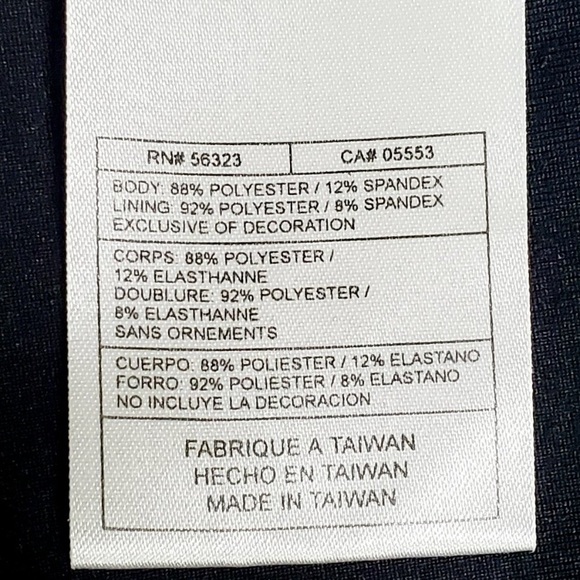 RN# 56323 CA# 05553
BODY: 88% POLYESTER / 12% SPANDEX
LINING: 92% POLYESTER / 8% SPANDEX
EXCLUSIVE OF DECORATION
CORPS: 88% POLYESTER /
12% ELASTHANNE
DOUBLURE: 92% POLYESTER /
8% ELASTHANNE
SANS ORNEMENTS
CUERPO: 88% POLIESTER / 12% ELASTANO
FORRO: 92% POLIESTER / 8% ELASTANO
NO INCLUYE LA DECORACION
FABRIQUE A TAIWAN
HECHO EN TAIWAN
MADE IN TAIWAN